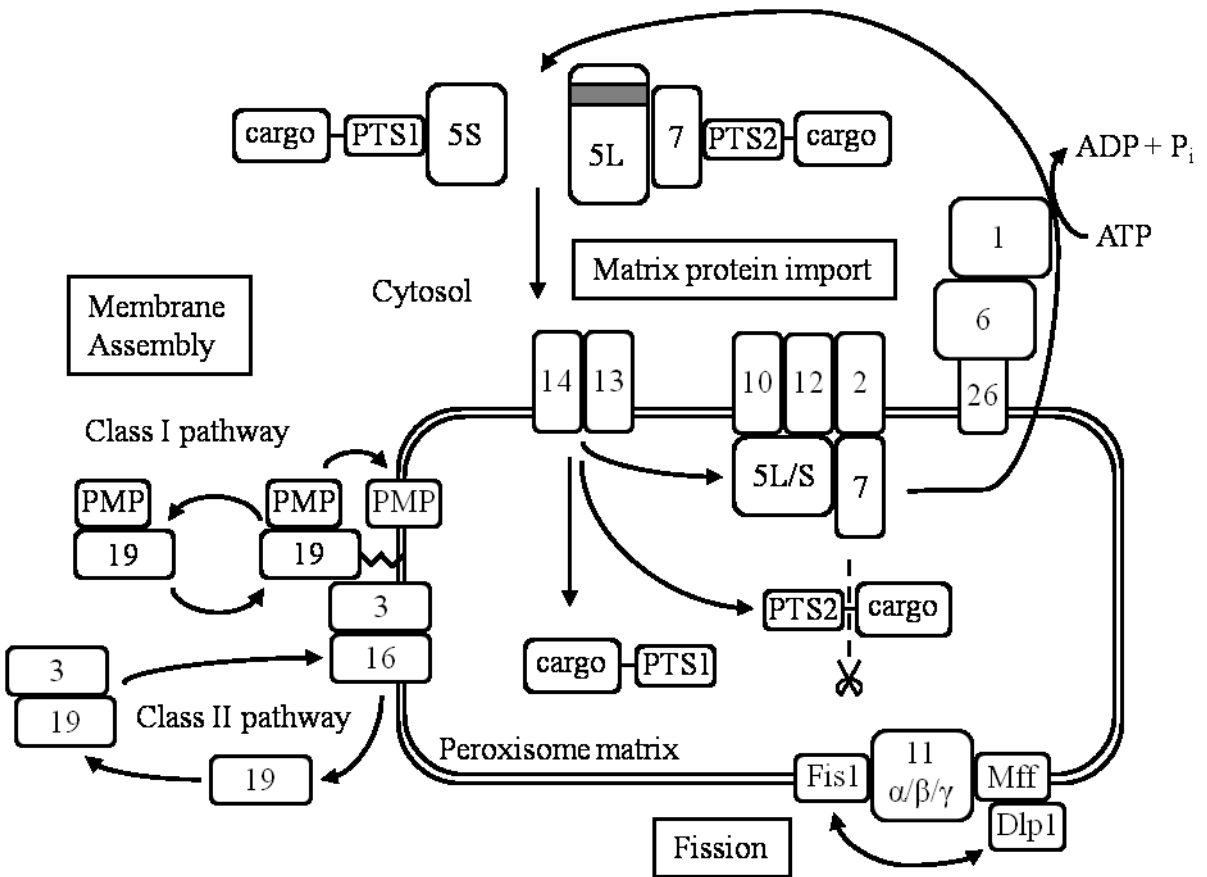 cargo
PTS1
5S
5L
7
PTS2
cargo
ADP + Pi
ATP
1
6
26
Matrix protein import
Cytosol
Membrane
Assembly
14
13
10
12
2
5L/S
7
Class I pathway
PMP
19
PMP
19
PMP
3
16
PTS2
cargo
cargo
PTS1
3
19
Class II pathway
19
Peroxisome matrix
Fis1
11
α/β/γ
Mff
Dlp1
Fission